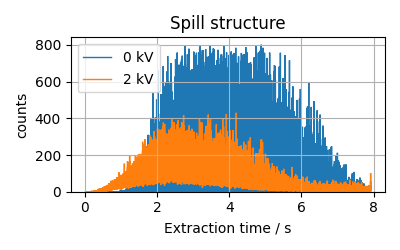 Spill structure
800
600
400
200
0
counts
0 kV
2 kV
0 2 4 6 8
Extraction time / s